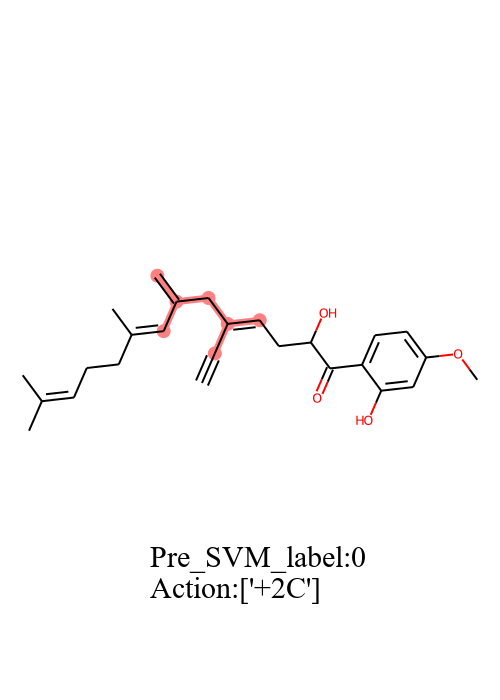 OH
O
O
HO
Pre_SVM_label:0
Action:['+2C']